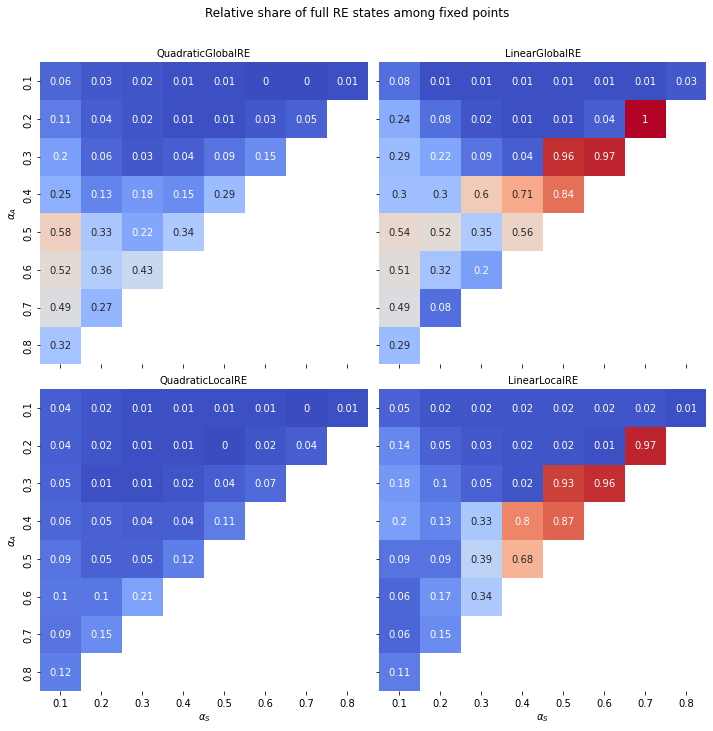 Relative share of full RE states among fixed points
QuadraticGlobalRE LinearGlobalRE
0.1 0.06 0.03 0.02 0.01 0.01 0 0 0.01 0.08 0.01 0.01 0.01 0.01 0.01 0.01 0.03
0.2 0.11 0.04 0.02 0.01 0.01 0.03 0.05 0.24 0.08 0.02 0.01 0.01 0.04 1
0.3 0.2 0.06 0.03 0.04 0.09 0.15 0.29 0.22 0.09 0.04 0.96 0.97
0.4 0.25 0.13 0.18 0.15 0.29 0.3 0.3 0.6 0.71 0.84
α_A
0.5 0.58 0.33 0.22 0.34 0.54 0.52 0.35 0.56
0.6 0.52 0.36 0.43 0.51 0.32 0.2
0.7 0.49 0.27 0.49 0.08
0.8 0.32 0.29
QuadraticLocalRE LinearLocalRE
0.1 0.04 0.02 0.01 0.01 0.01 0.01 0 0.01 0.05 0.02 0.02 0.02 0.02 0.02 0.02 0.01
0.2 0.04 0.02 0.01 0.01 0 0.02 0.04 0.14 0.05 0.03 0.02 0.02 0.01 0.97
0.3 0.05 0.01 0.01 0.02 0.04 0.07 0.18 0.1 0.05 0.02 0.93 0.96
0.4 0.06 0.05 0.04 0.04 0.11 0.2 0.13 0.33 0.8 0.87
α_A
0.5 0.09 0.05 0.05 0.12 0.09 0.09 0.39 0.68
0.6 0.1 0.1 0.21 0.06 0.17 0.34
0.7 0.09 0.15 0.06 0.15
0.8 0.12 0.11
0.1 0.2 0.3 0.4 0.5 0.6 0.7 0.8 0.1 0.2 0.3 0.4 0.5 0.6 0.7 0.8
α_S α_S